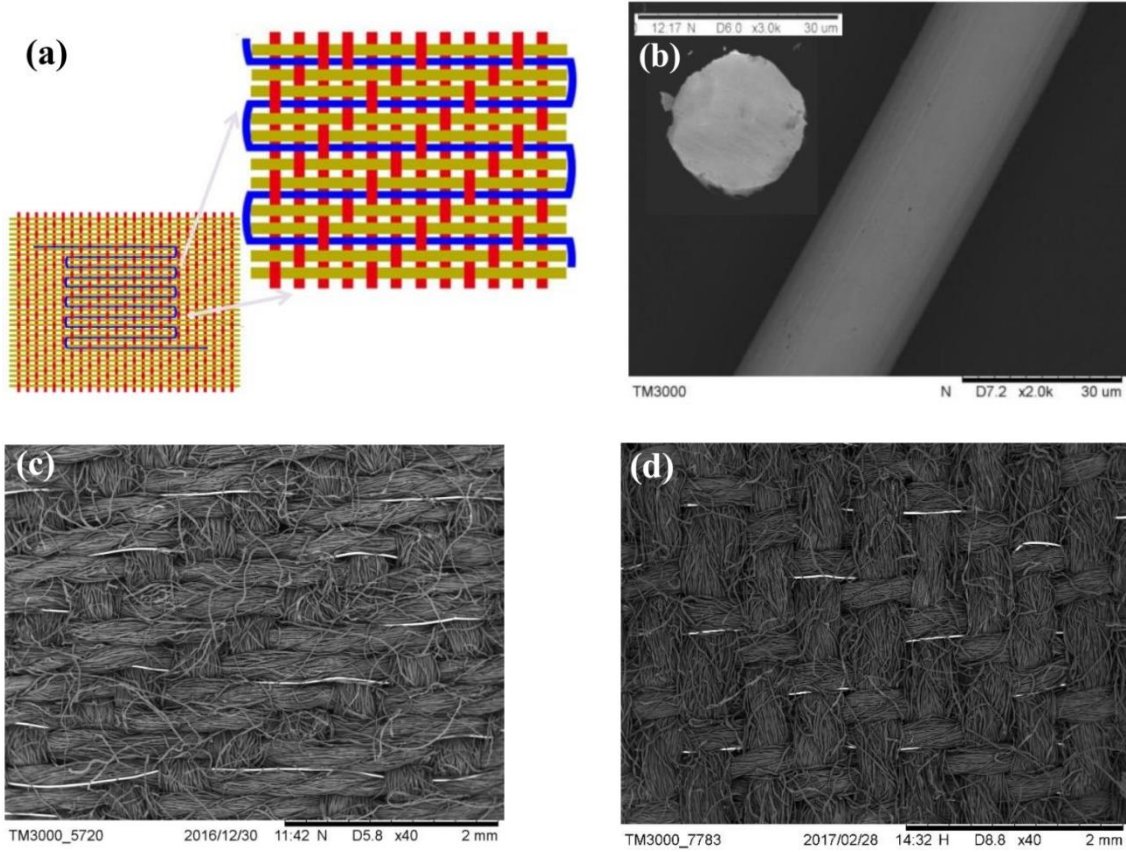 (a)
12.17 N D6.0 x3.0k 30 um
(b)
TM3000 N D7.2 x2.0k 30 um
(c)
TM3000_5720 2016/12/30 11:42 N D5.8 x40 2 mm
(d)
TM3000_7783 2017/02/28 14:32 H D8.8 x40 2 mm